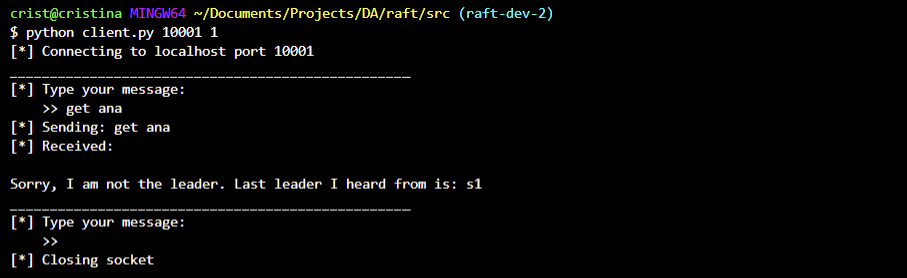 crist@cristina MINGW64 ~/Documents/Projects/DA/raft/src (raft-dev-2)
$ python client.py 10001 1
[*] Connecting to localhost port 10001
__________________________________________________
[*] Type your message:
    >> get ana
[*] Sending: get ana
[*] Received:

Sorry, I am not the leader. Last leader I heard from is: s1
__________________________________________________
[*] Type your message:
    >>
[*] Closing socket